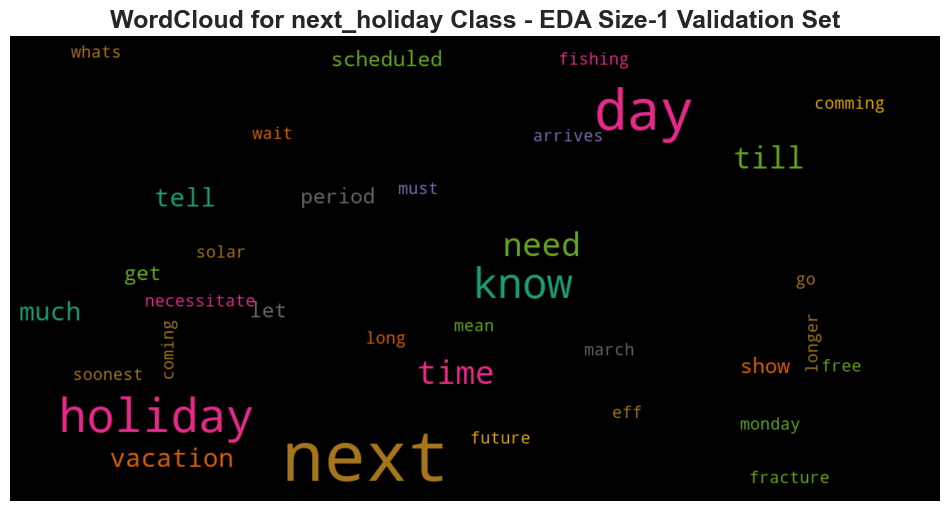 WordCloud for next_holiday Class - EDA Size-1 Validation Set
whats
scheduled
fishing
day
comming
wait
arrives
till
tell
period
must
need
solar
know
get
go
necessitate
much
let
mean
long
coming
march
longer
soonest
time
show
free
holiday
eff
vacation
next
future
monday
fracture